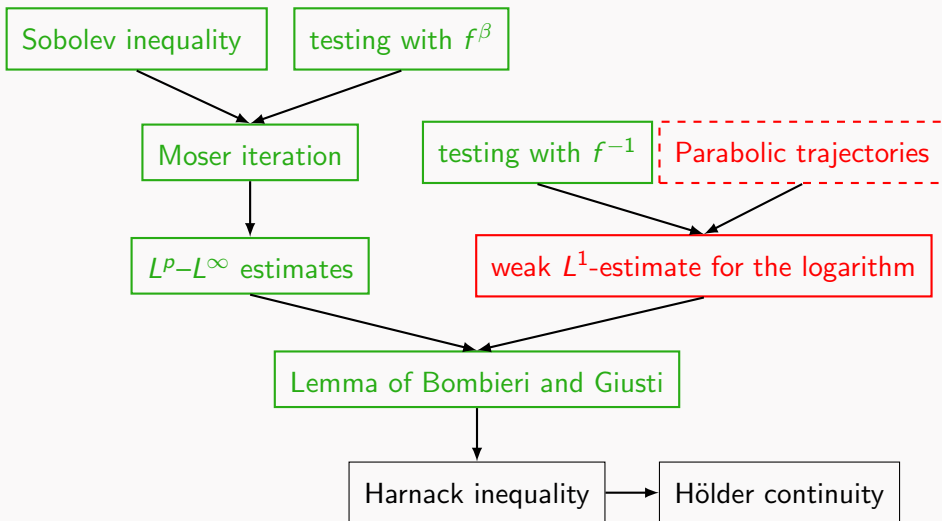 Sobolev inequality
testing with f^β
Moser iteration
testing with f^{-1}
Parabolic trajectories
L^p–L^∞ estimates
weak L^1-estimate for the logarithm
Lemma of Bombieri and Giusti
Harnack inequality
Hölder continuity